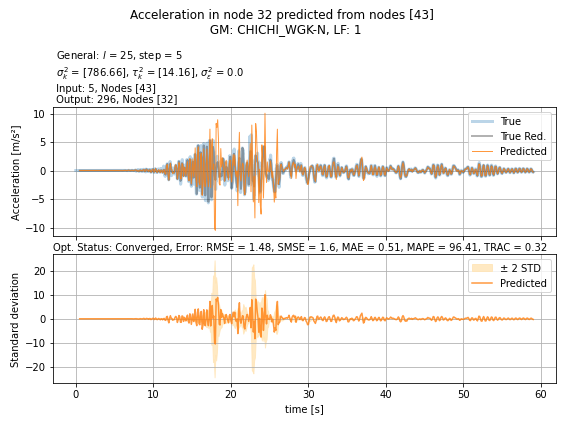 Acceleration in node 32 predicted from nodes [43]
GM: CHICHI_WGK-N, LF: 1
General: l = 25, step = 5
σ²ₖ = [786.66], τ²ₖ = [14.16], σ²ε = 0.0
Input: 5, Nodes [43]
Output: 296, Nodes [32]
Acceleration [m/s²]
10
5
0
−5
−10
True
True Red.
Predicted
Opt. Status: Converged, Error: RMSE = 1.48, SMSE = 1.6, MAE = 0.51, MAPE = 96.41, TRAC = 0.32
Standard deviation
20
10
0
−10
−20
± 2 STD
Predicted
0 10 20 30 40 50 60
time [s]